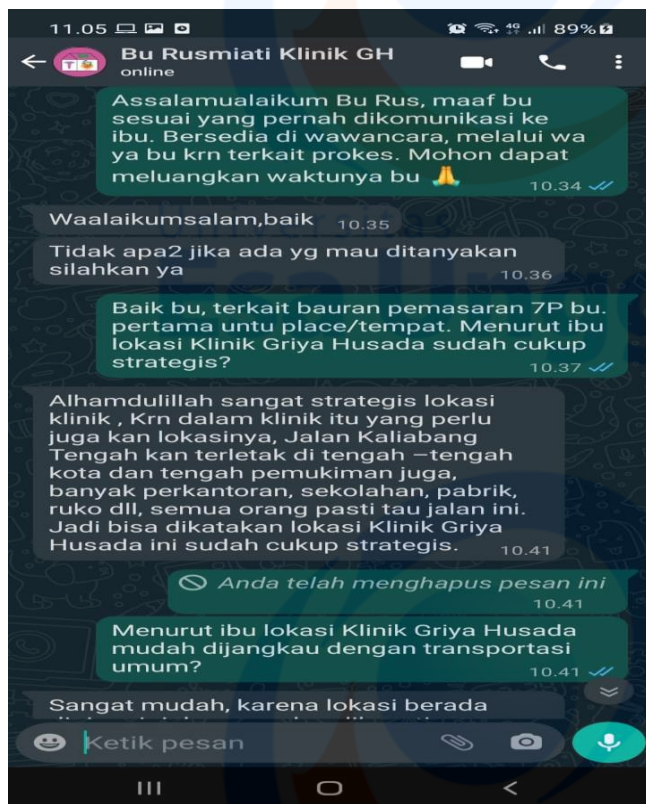 11.05
4G
89%
Bu Rusmiati Klinik GH
online
Assalamualaikum Bu Rus, maaf bu
sesuai yang pernah dikomunikasi ke
ibu. Bersedia di wawancara, melalui wa
ya bu krn terkait prokes. Mohon dapat
meluangkan waktunya bu 🙏
10.34
Waalaikumsalam,baik 10.35
Tidak apa2 jika ada yg mau ditanyakan
silahkan ya
10.36
Baik bu, terkait bauran pemasaran 7P bu.
pertama untu place/tempat. Menurut ibu
lokasi Klinik Griya Husada sudah cukup
strategis?
10.37
Alhamdulillah sangat strategis lokasi
klinik , Krn dalam klinik itu yang perlu
juga kan lokasinya, Jalan Kaliabang
Tengah kan terletak di tengah –tengah
kota dan tengah pemukiman juga,
banyak perkantoran, sekolahan, pabrik,
ruko dll, semua orang pasti tau jalan ini.
Jadi bisa dikatakan lokasi Klinik Griya
Husada ini sudah cukup strategis. 10.41
Anda telah menghapus pesan ini
10.41
Menurut ibu lokasi Klinik Griya Husada
mudah dijangkau dengan transportasi
umum?
10.41
Sangat mudah, karena lokasi berada
Ketik pesan